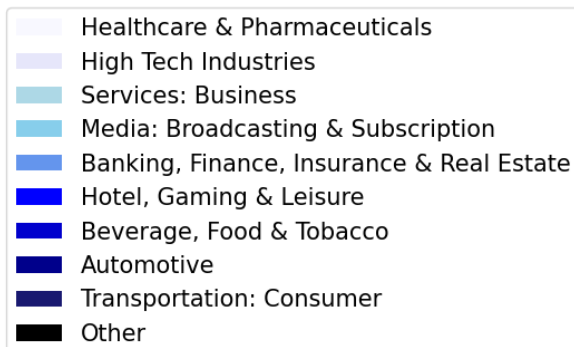 Healthcare & Pharmaceuticals
High Tech Industries
Services: Business
Media: Broadcasting & Subscription
Banking, Finance, Insurance & Real Estate
Hotel, Gaming & Leisure
Beverage, Food & Tobacco
Automotive
Transportation: Consumer
Other